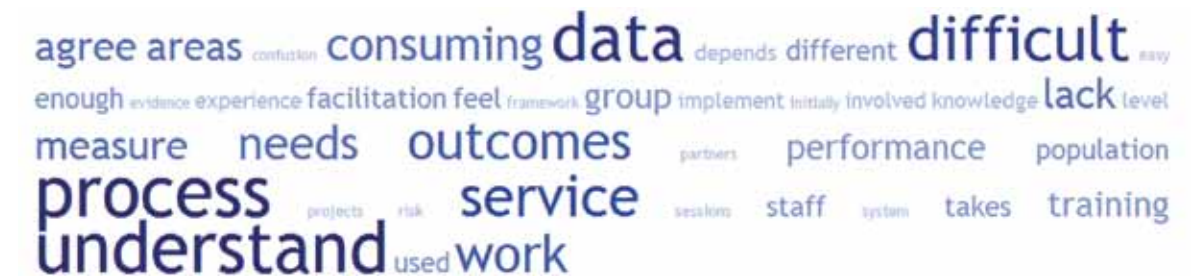 agree areas confusion consuming data depends different difficult easy
enough evidence experience facilitation feel framework group implement initially involved knowledge lack level
measure needs outcomes partners performance population
process projects risk service sessions staff system takes training
understand used work